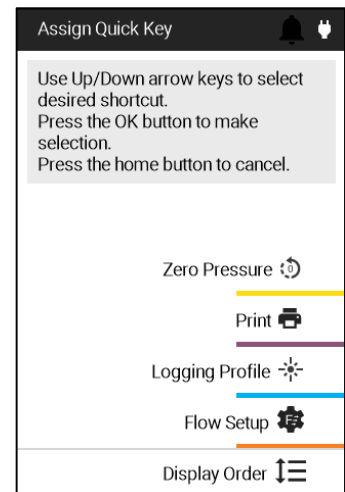 Assign Quick Key
Use Up/Down arrow keys to select
desired shortcut.
Press the OK button to make
selection.
Press the home button to cancel.
Zero Pressure
Print
Logging Profile
Flow Setup
Display Order